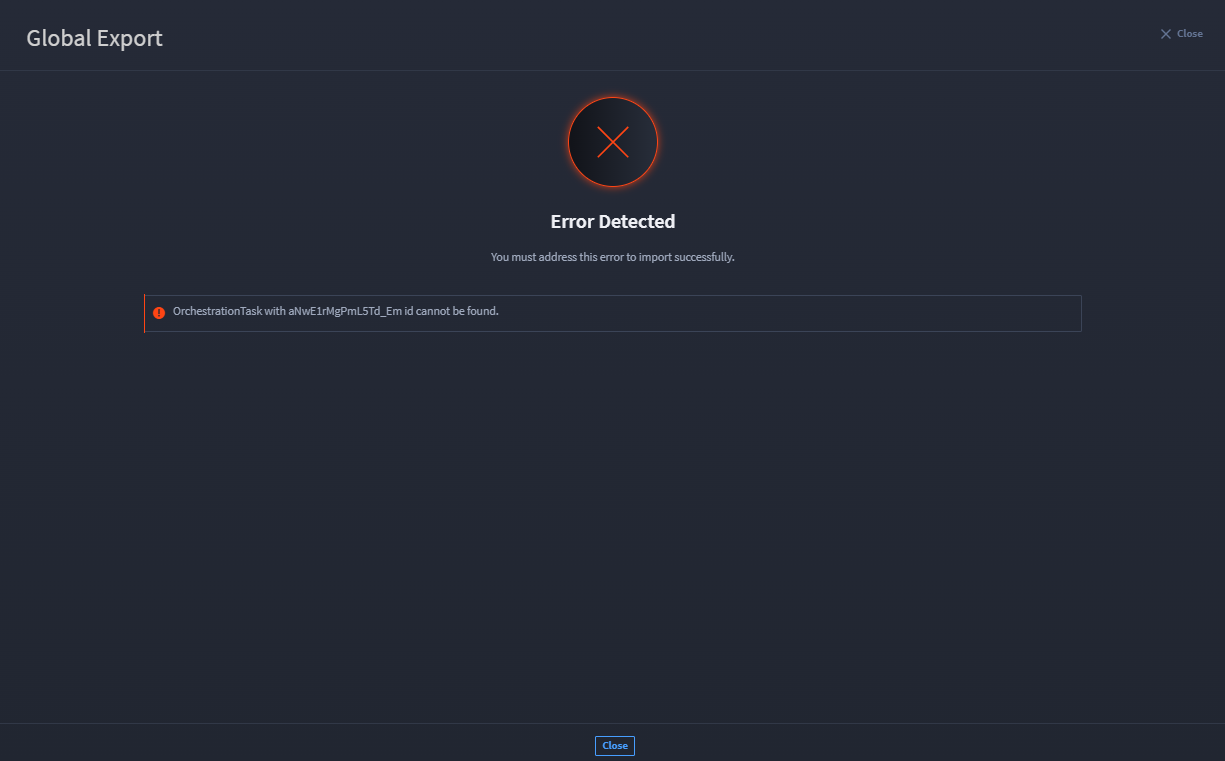 Global Export
Close
Error Detected
You must address this error to import successfully.
OrchestrationTask with aNwE1rMgPmL5Td_Em id cannot be found.
Close